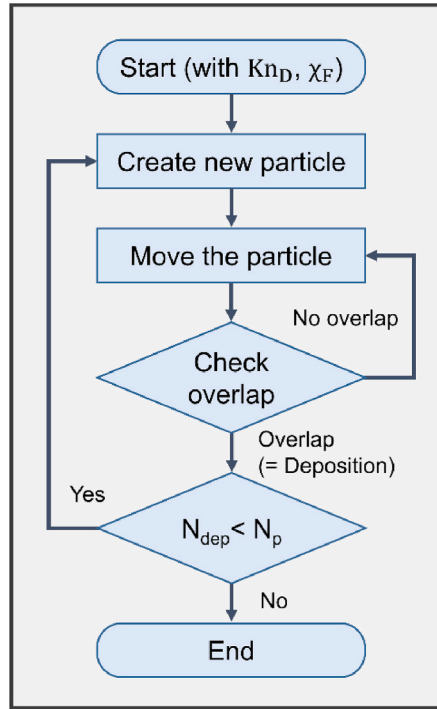 Start (with Kn_D, χ_F)
Create new particle
Move the particle
No overlap
Check
overlap
Overlap
(= Deposition)
Yes
N_dep < N_p
No
End